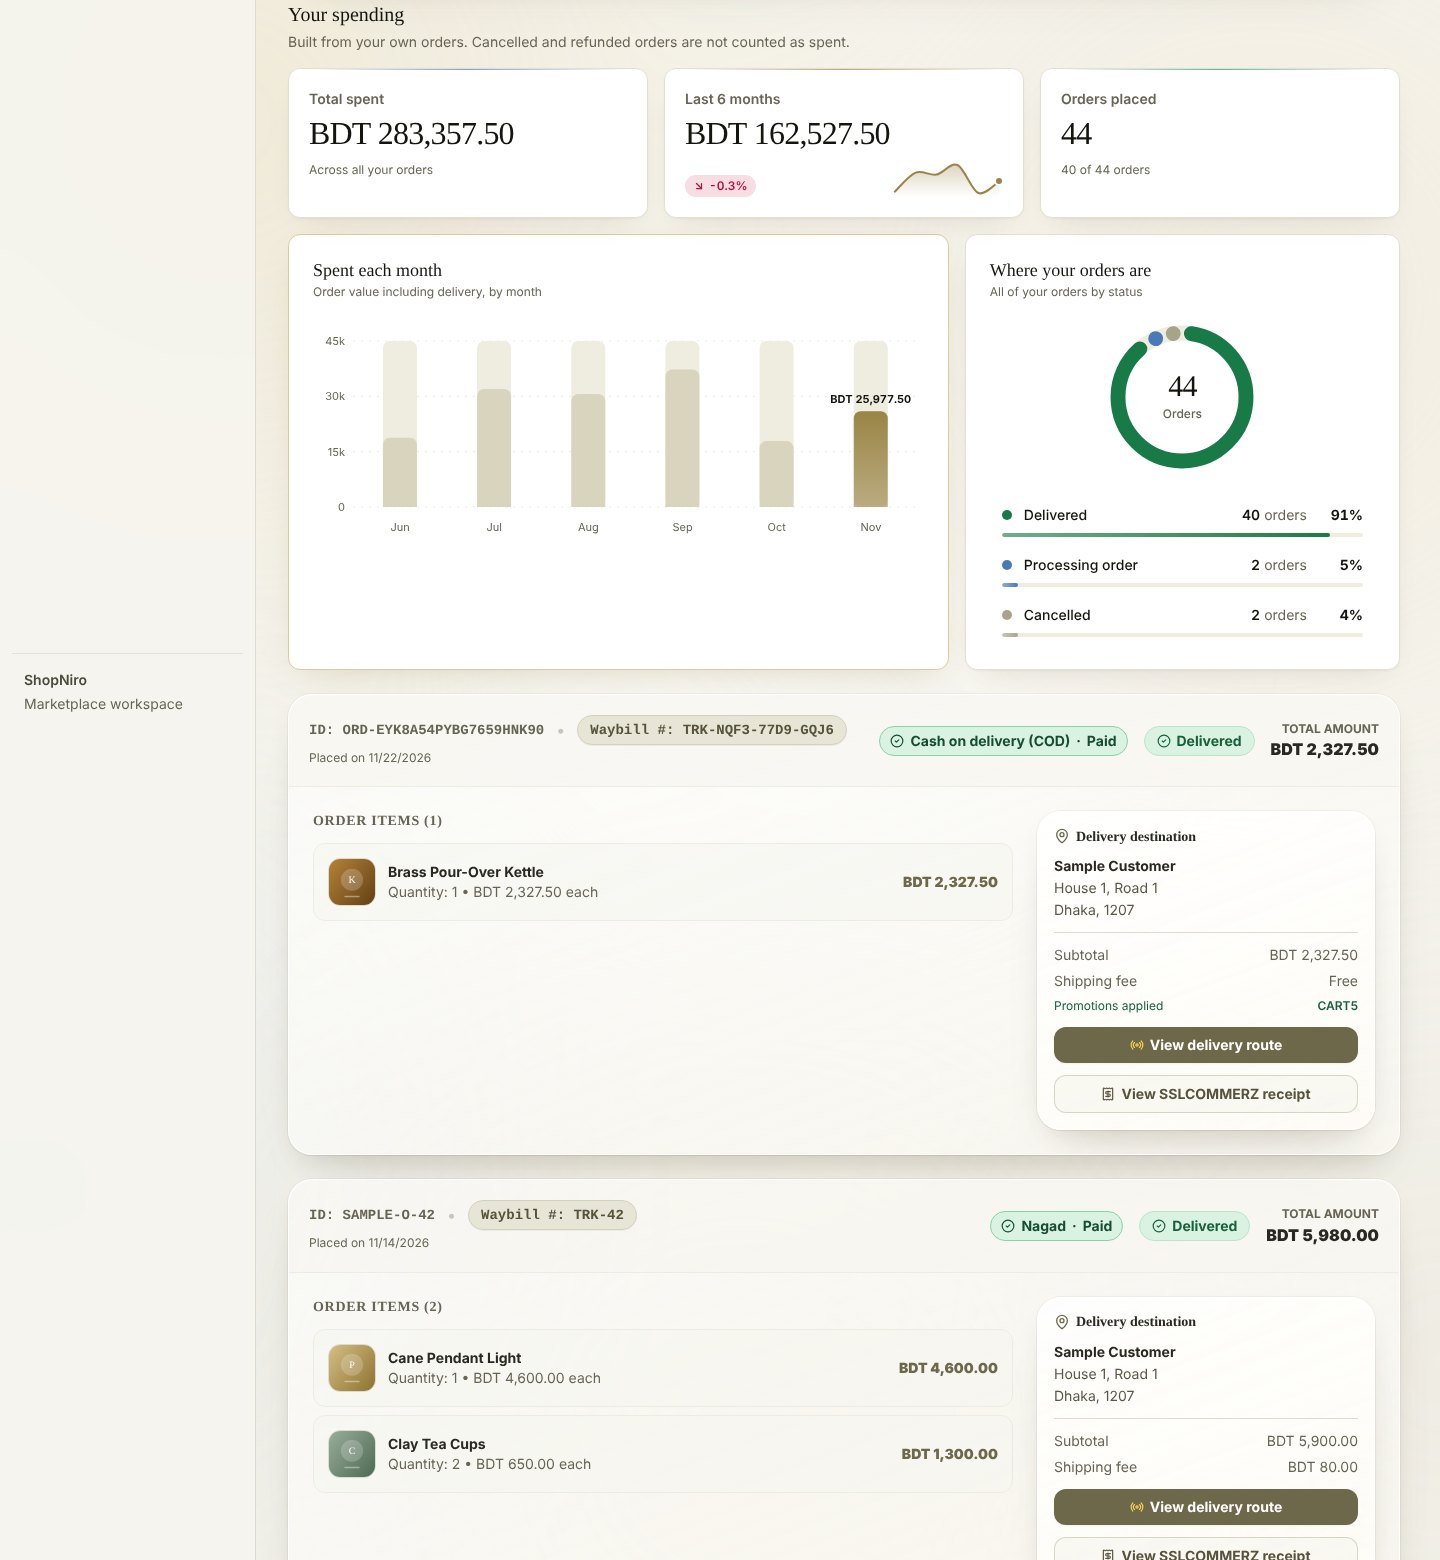 Your spending
Built from your own orders. Cancelled and refunded orders are not counted as spent.
Total spent
BDT 283,357.50
Across all your orders
Last 6 months
BDT 162,527.50
-0.3%
Orders placed
44
40 of 44 orders
Spent each month
Order value including delivery, by month
45k
30k
15k
0
BDT 25,977.50
Jun Jul Aug Sep Oct Nov
Where your orders are
All of your orders by status
44
Orders
Delivered 40 orders 91%
Processing order 2 orders 5%
Cancelled 2 orders 4%
ShopNiro
Marketplace workspace
ID: ORD-EYK8A54PYBG7659HNK90 • Waybill #: TRK-NQF3-77D9-GQJ6
Placed on 11/22/2026
Cash on delivery (COD) · Paid
Delivered
TOTAL AMOUNT
BDT 2,327.50
ORDER ITEMS (1)
K
Brass Pour-Over Kettle
Quantity: 1 • BDT 2,327.50 each
BDT 2,327.50
Delivery destination
Sample Customer
House 1, Road 1
Dhaka, 1207
Subtotal BDT 2,327.50
Shipping fee Free
Promotions applied CART5
View delivery route
View SSLCOMMERZ receipt
ID: SAMPLE-O-42 • Waybill #: TRK-42
Placed on 11/14/2026
Nagad · Paid
Delivered
TOTAL AMOUNT
BDT 5,980.00
ORDER ITEMS (2)
P
Cane Pendant Light
Quantity: 1 • BDT 4,600.00 each
BDT 4,600.00
C
Clay Tea Cups
Quantity: 2 • BDT 650.00 each
BDT 1,300.00
Delivery destination
Sample Customer
House 1, Road 1
Dhaka, 1207
Subtotal BDT 5,900.00
Shipping fee BDT 80.00
View delivery route
View SSLCOMMERZ receipt